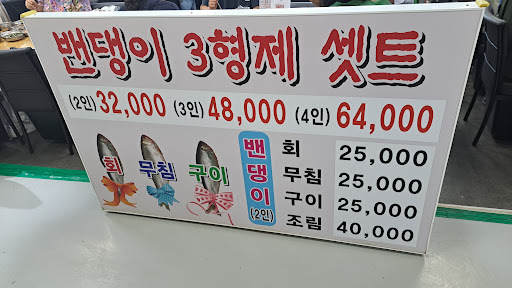 밴댕이 3형제 셋트
(2인) 32,000 (3인) 48,000 (4인) 64,000
회 무침 구이
밴댕이 (2인)
회 25,000
무침 25,000
구이 25,000
조림 40,000